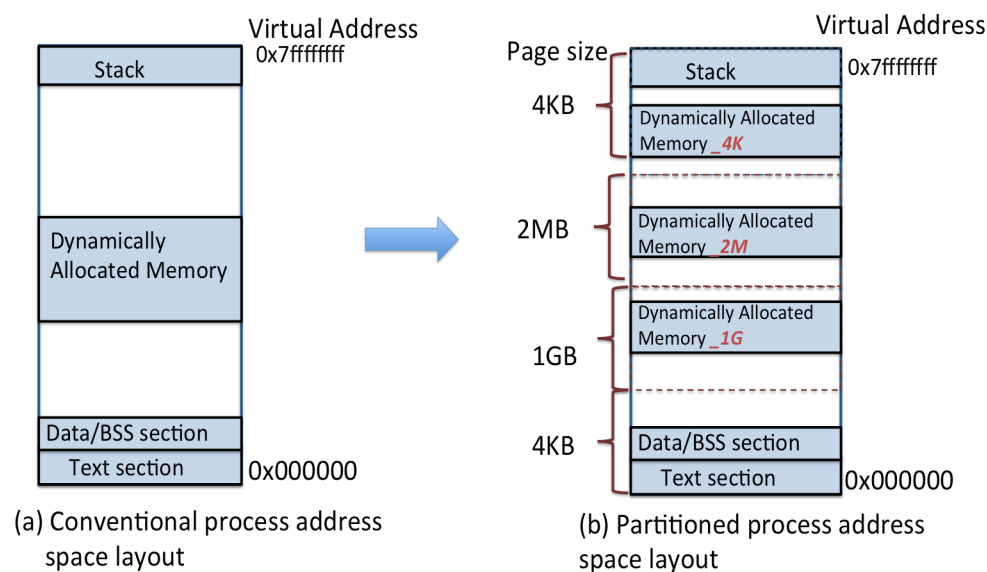 Virtual Address
0x7fffffff
Stack
Dynamically
Allocated Memory
Data/BSS section
Text section
0x000000
(a) Conventional process address
space layout
Virtual Address
Page size
0x7fffffff
Stack
4KB
Dynamically Allocated
Memory _4K
2MB
Dynamically Allocated
Memory _2M
1GB
Dynamically Allocated
Memory _1G
4KB
Data/BSS section
Text section
0x000000
(b) Partitioned process address
space layout